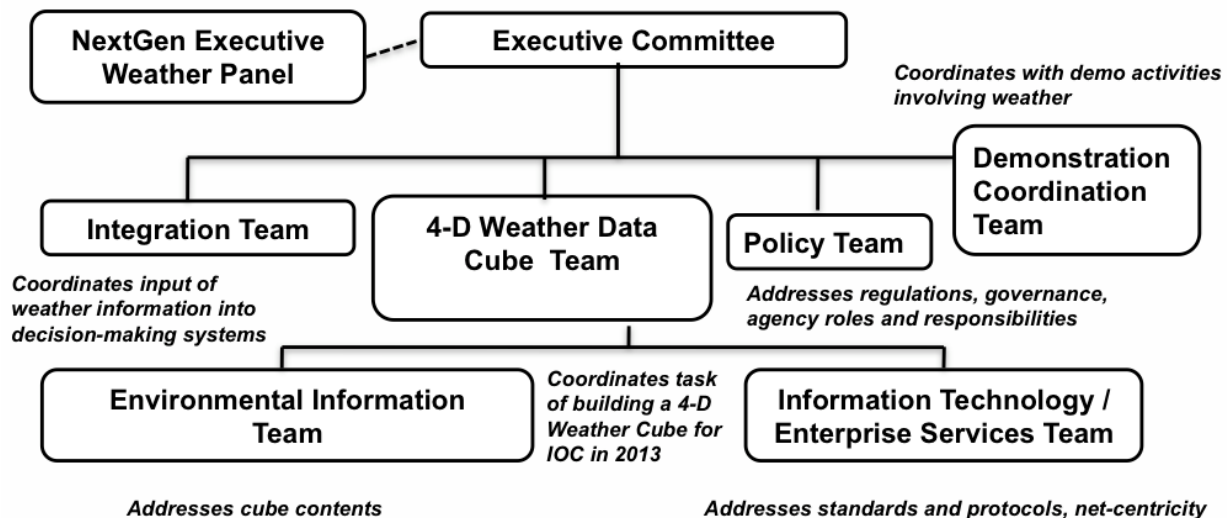 NextGen Executive
Weather Panel
Executive Committee
Coordinates with demo activities
involving weather
Demonstration
Coordination
Team
Integration Team
4-D Weather Data
Cube Team
Policy Team
Coordinates input of
weather information into
decision-making systems
Addresses regulations, governance,
agency roles and responsibilities
Environmental Information
Team
Coordinates task
of building a 4-D
Weather Cube for
IOC in 2013
Information Technology /
Enterprise Services Team
Addresses cube contents
Addresses standards and protocols, net-centricity